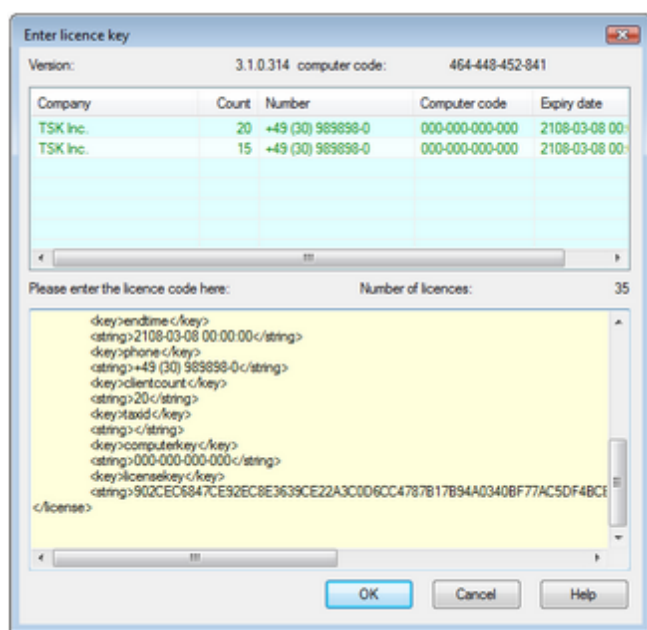 Enter licence key
Version: 3.1.0.314 computer code: 464-448-452-841
Company Count Number Computer code Expiry date
TSK Inc. 20 +49 (30) 989898-0 000-000-000-000 2108-03-08 00:
TSK Inc. 15 +49 (30) 989898-0 000-000-000-000 2108-03-08 00:
Please enter the licence code here: Number of licences: 35
<key>endtime</key>
<string>2108-03-08 00:00:00</string>
<key>phone</key>
<string>+49 (30) 989898-0</string>
<key>clientcount</key>
<string>20</string>
<key>taxid</key>
<string></string>
<key>computerkey</key>
<string>000-000-000-000</string>
<key>licensekey</key>
<string>902CEC6847CE92EC8E3639CE22A3C0D6CC4787B17B94A0340BF77AC5DF4BCE
</license>
OK Cancel Help